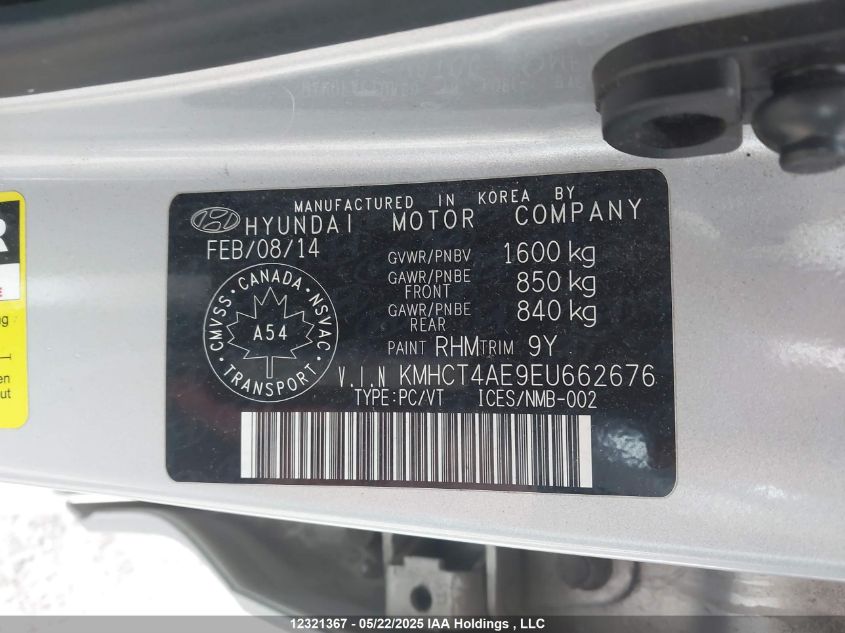 MANUFACTURED IN KOREA BY
HYUNDAI MOTOR COMPANY
FEB/08/14
GVWR/PNBV 1600 kg
GAWR/PNBE FRONT 850 kg
GAWR/PNBE REAR 840 kg
PAINT RHM TRIM 9Y
CMVSS · CANADA · NSVAC
A54
TRANSPORT
V.I.N KMHCT4AE9EU662676
TYPE:PC/VT ICES/NMB-002
R
E
ng
out
12321367 - 05/22/2025 IAA Holdings , LLC